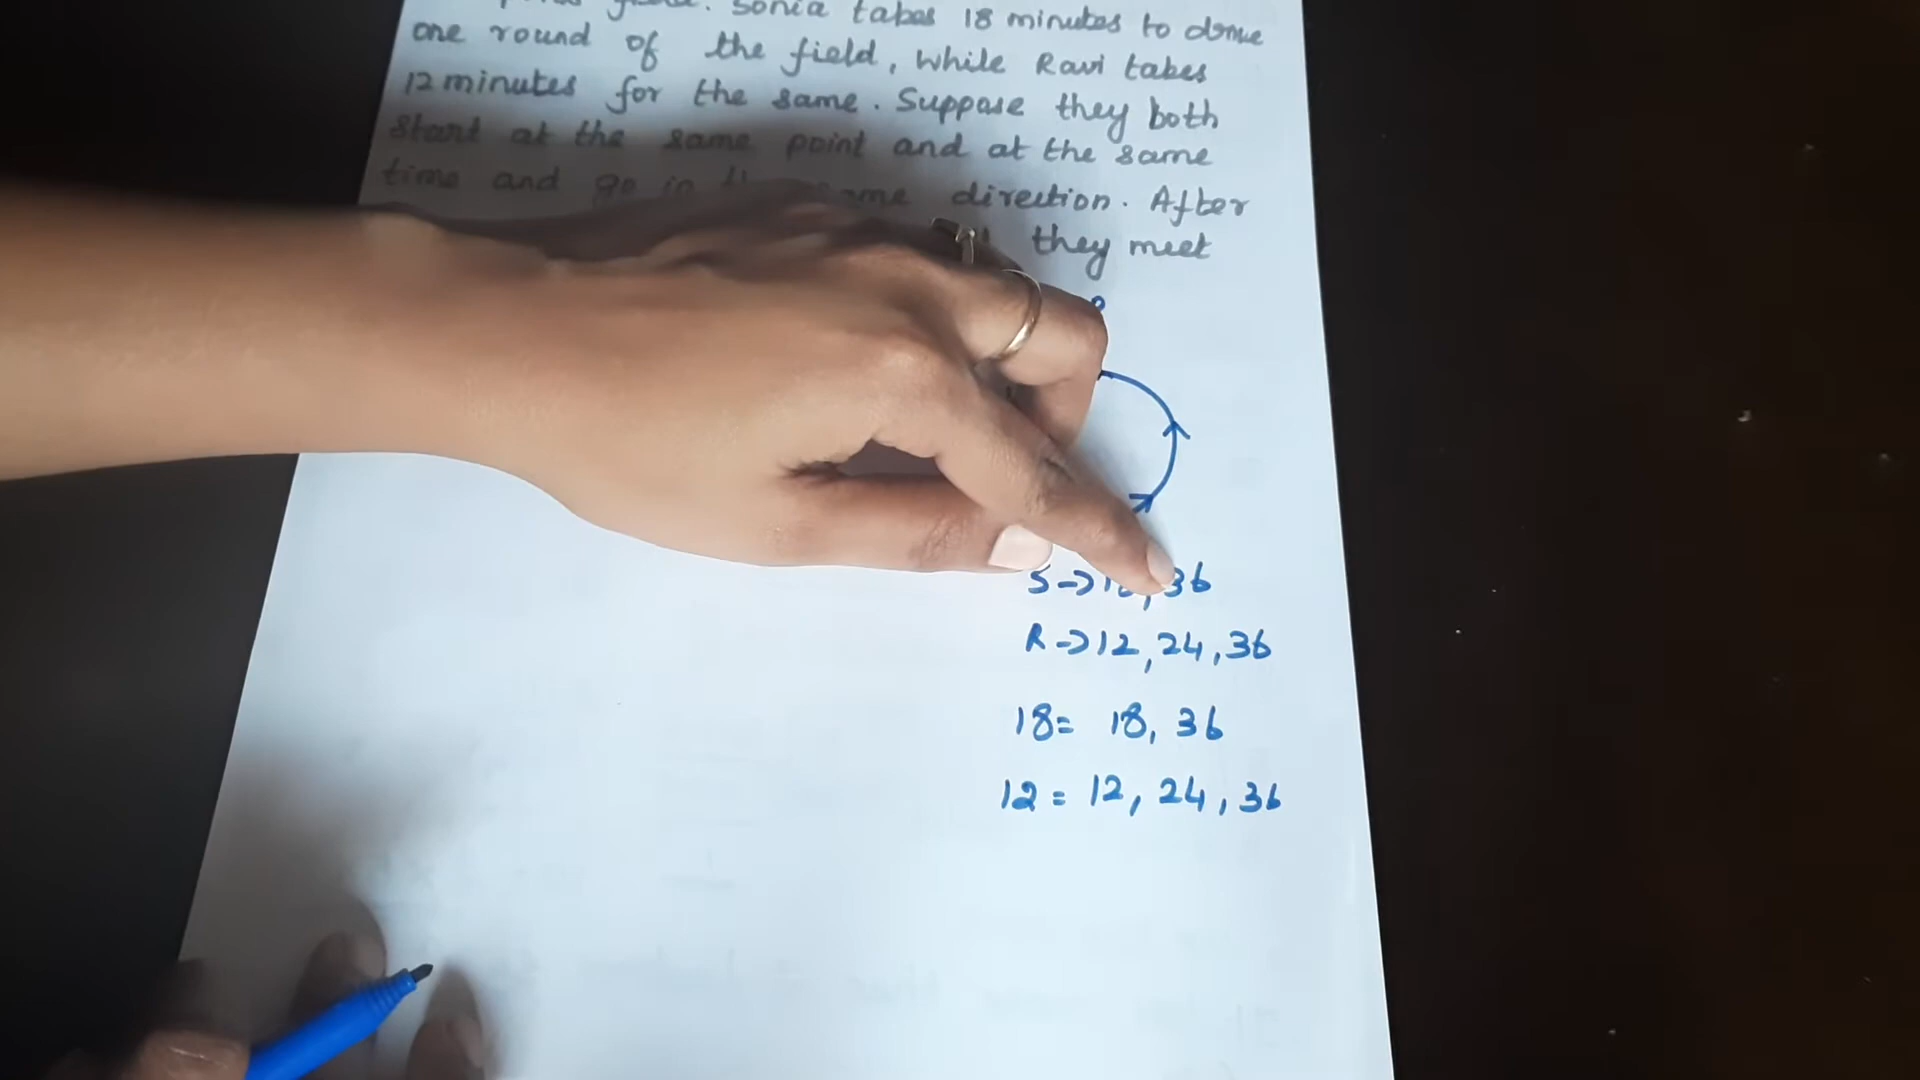 Sonia takes 18 minutes to drive
one round of the field, while Ravi takes
12 minutes for the same. Suppose they both
start at the same point and at the same
time and go in direction. After
they meet
S→ 36
R→12, 24, 36
18= 18, 36
12= 12, 24, 36